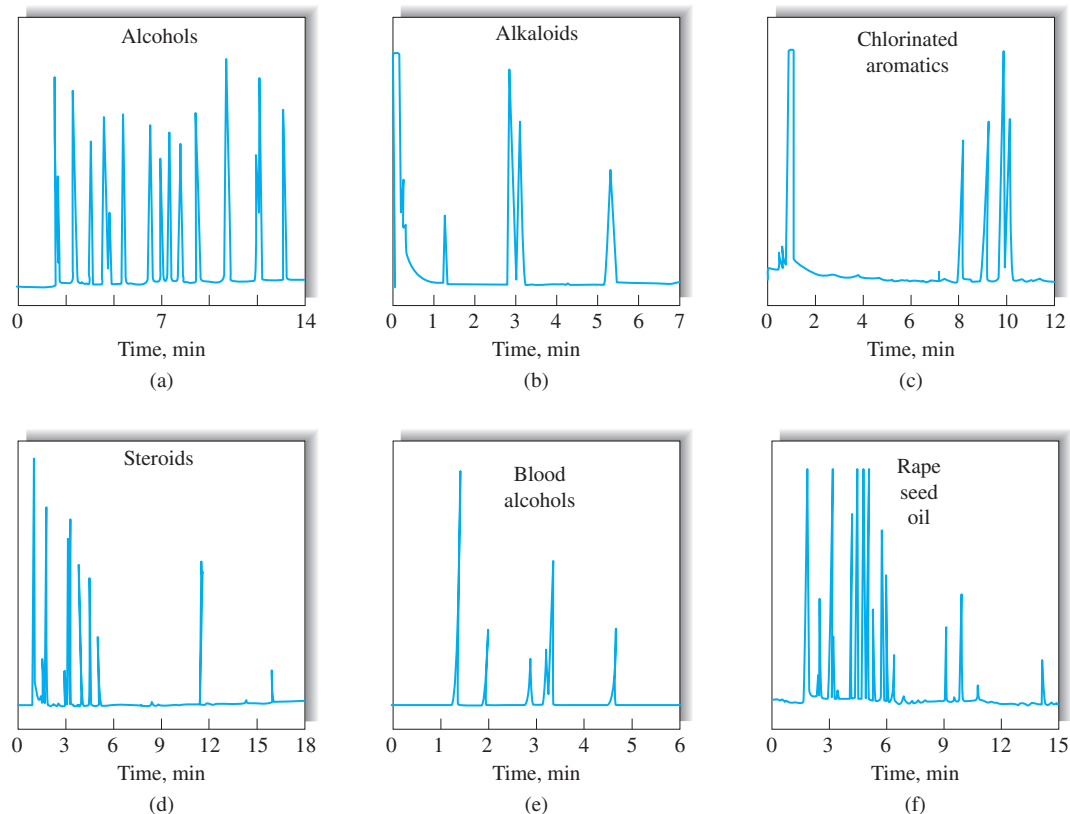 Alcohols
0 7 14
Time, min
(a)
Alkaloids
0 1 2 3 4 5 6 7
Time, min
(b)
Chlorinated
aromatics
0 2 4 6 8 10 12
Time, min
(c)
Steroids
0 3 6 9 12 15 18
Time, min
(d)
Blood
alcohols
0 1 2 3 4 5 6
Time, min
(e)
Rape
seed
oil
0 3 6 9 12 15
Time, min
(f)